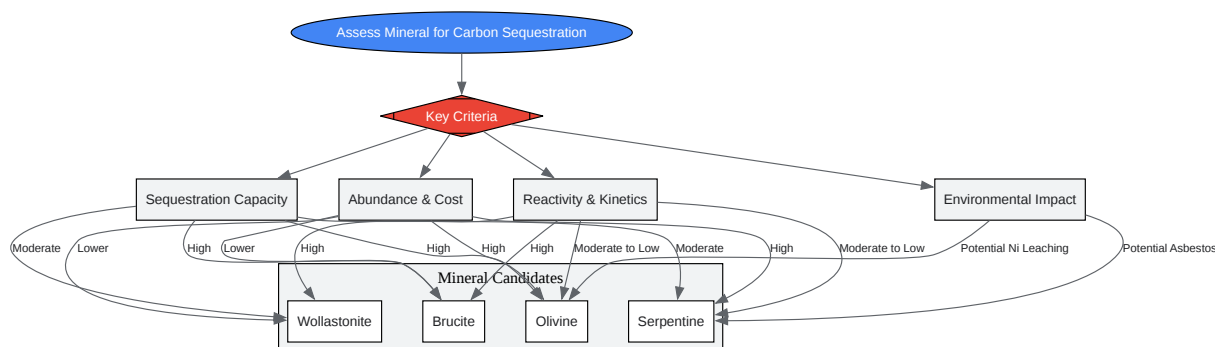 Assess Mineral for Carbon Sequestration
Key Criteria
Sequestration Capacity
Abundance & Cost
Reactivity & Kinetics
Environmental Impact
Moderate
Lower
High
Lower
High
High
High
High
Moderate to Low
Moderate
High
Moderate to Low
Potential Ni Leaching
Potential Asbestos
Mineral Candidates
Wollastonite
Brucite
Olivine
Serpentine